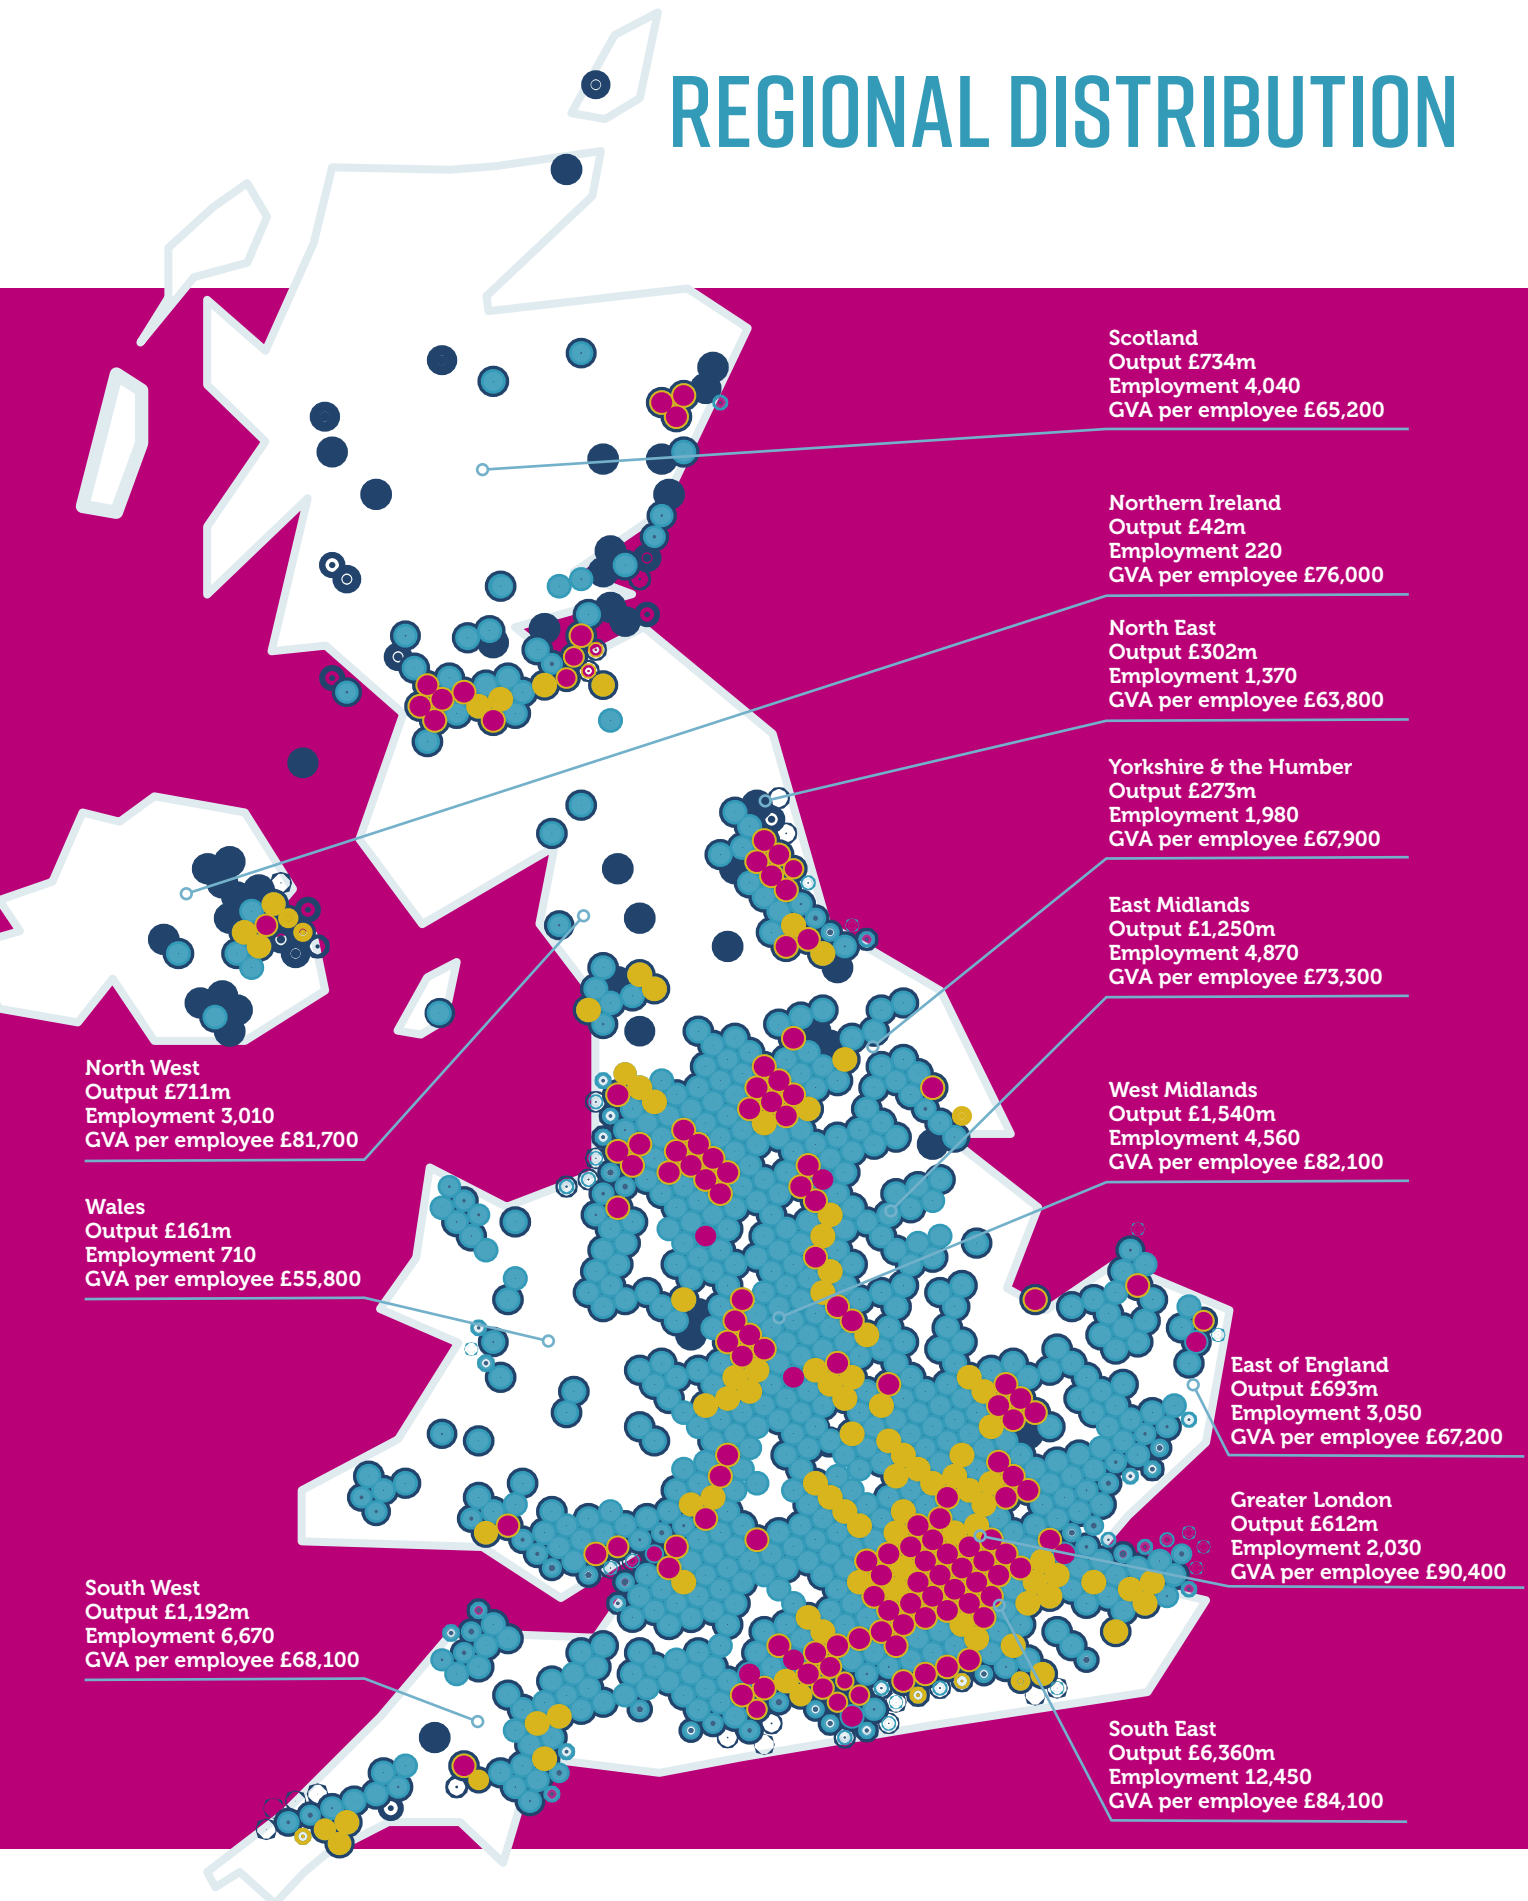 REGIONAL DISTRIBUTION
Scotland
Output £734m
Employment 4,040
GVA per employee £65,200
Northern Ireland
Output £42m
Employment 220
GVA per employee £76,000
North East
Output £302m
Employment 1,370
GVA per employee £63,800
Yorkshire & the Humber
Output £273m
Employment 1,980
GVA per employee £67,900
East Midlands
Output £1,250m
Employment 4,870
GVA per employee £73,300
North West
Output £711m
Employment 3,010
GVA per employee £81,700
West Midlands
Output £1,540m
Employment 4,560
GVA per employee £82,100
Wales
Output £161m
Employment 710
GVA per employee £55,800
East of England
Output £693m
Employment 3,050
GVA per employee £67,200
Greater London
Output £612m
Employment 2,030
GVA per employee £90,400
South West
Output £1,192m
Employment 6,670
GVA per employee £68,100
South East
Output £6,360m
Employment 12,450
GVA per employee £84,100